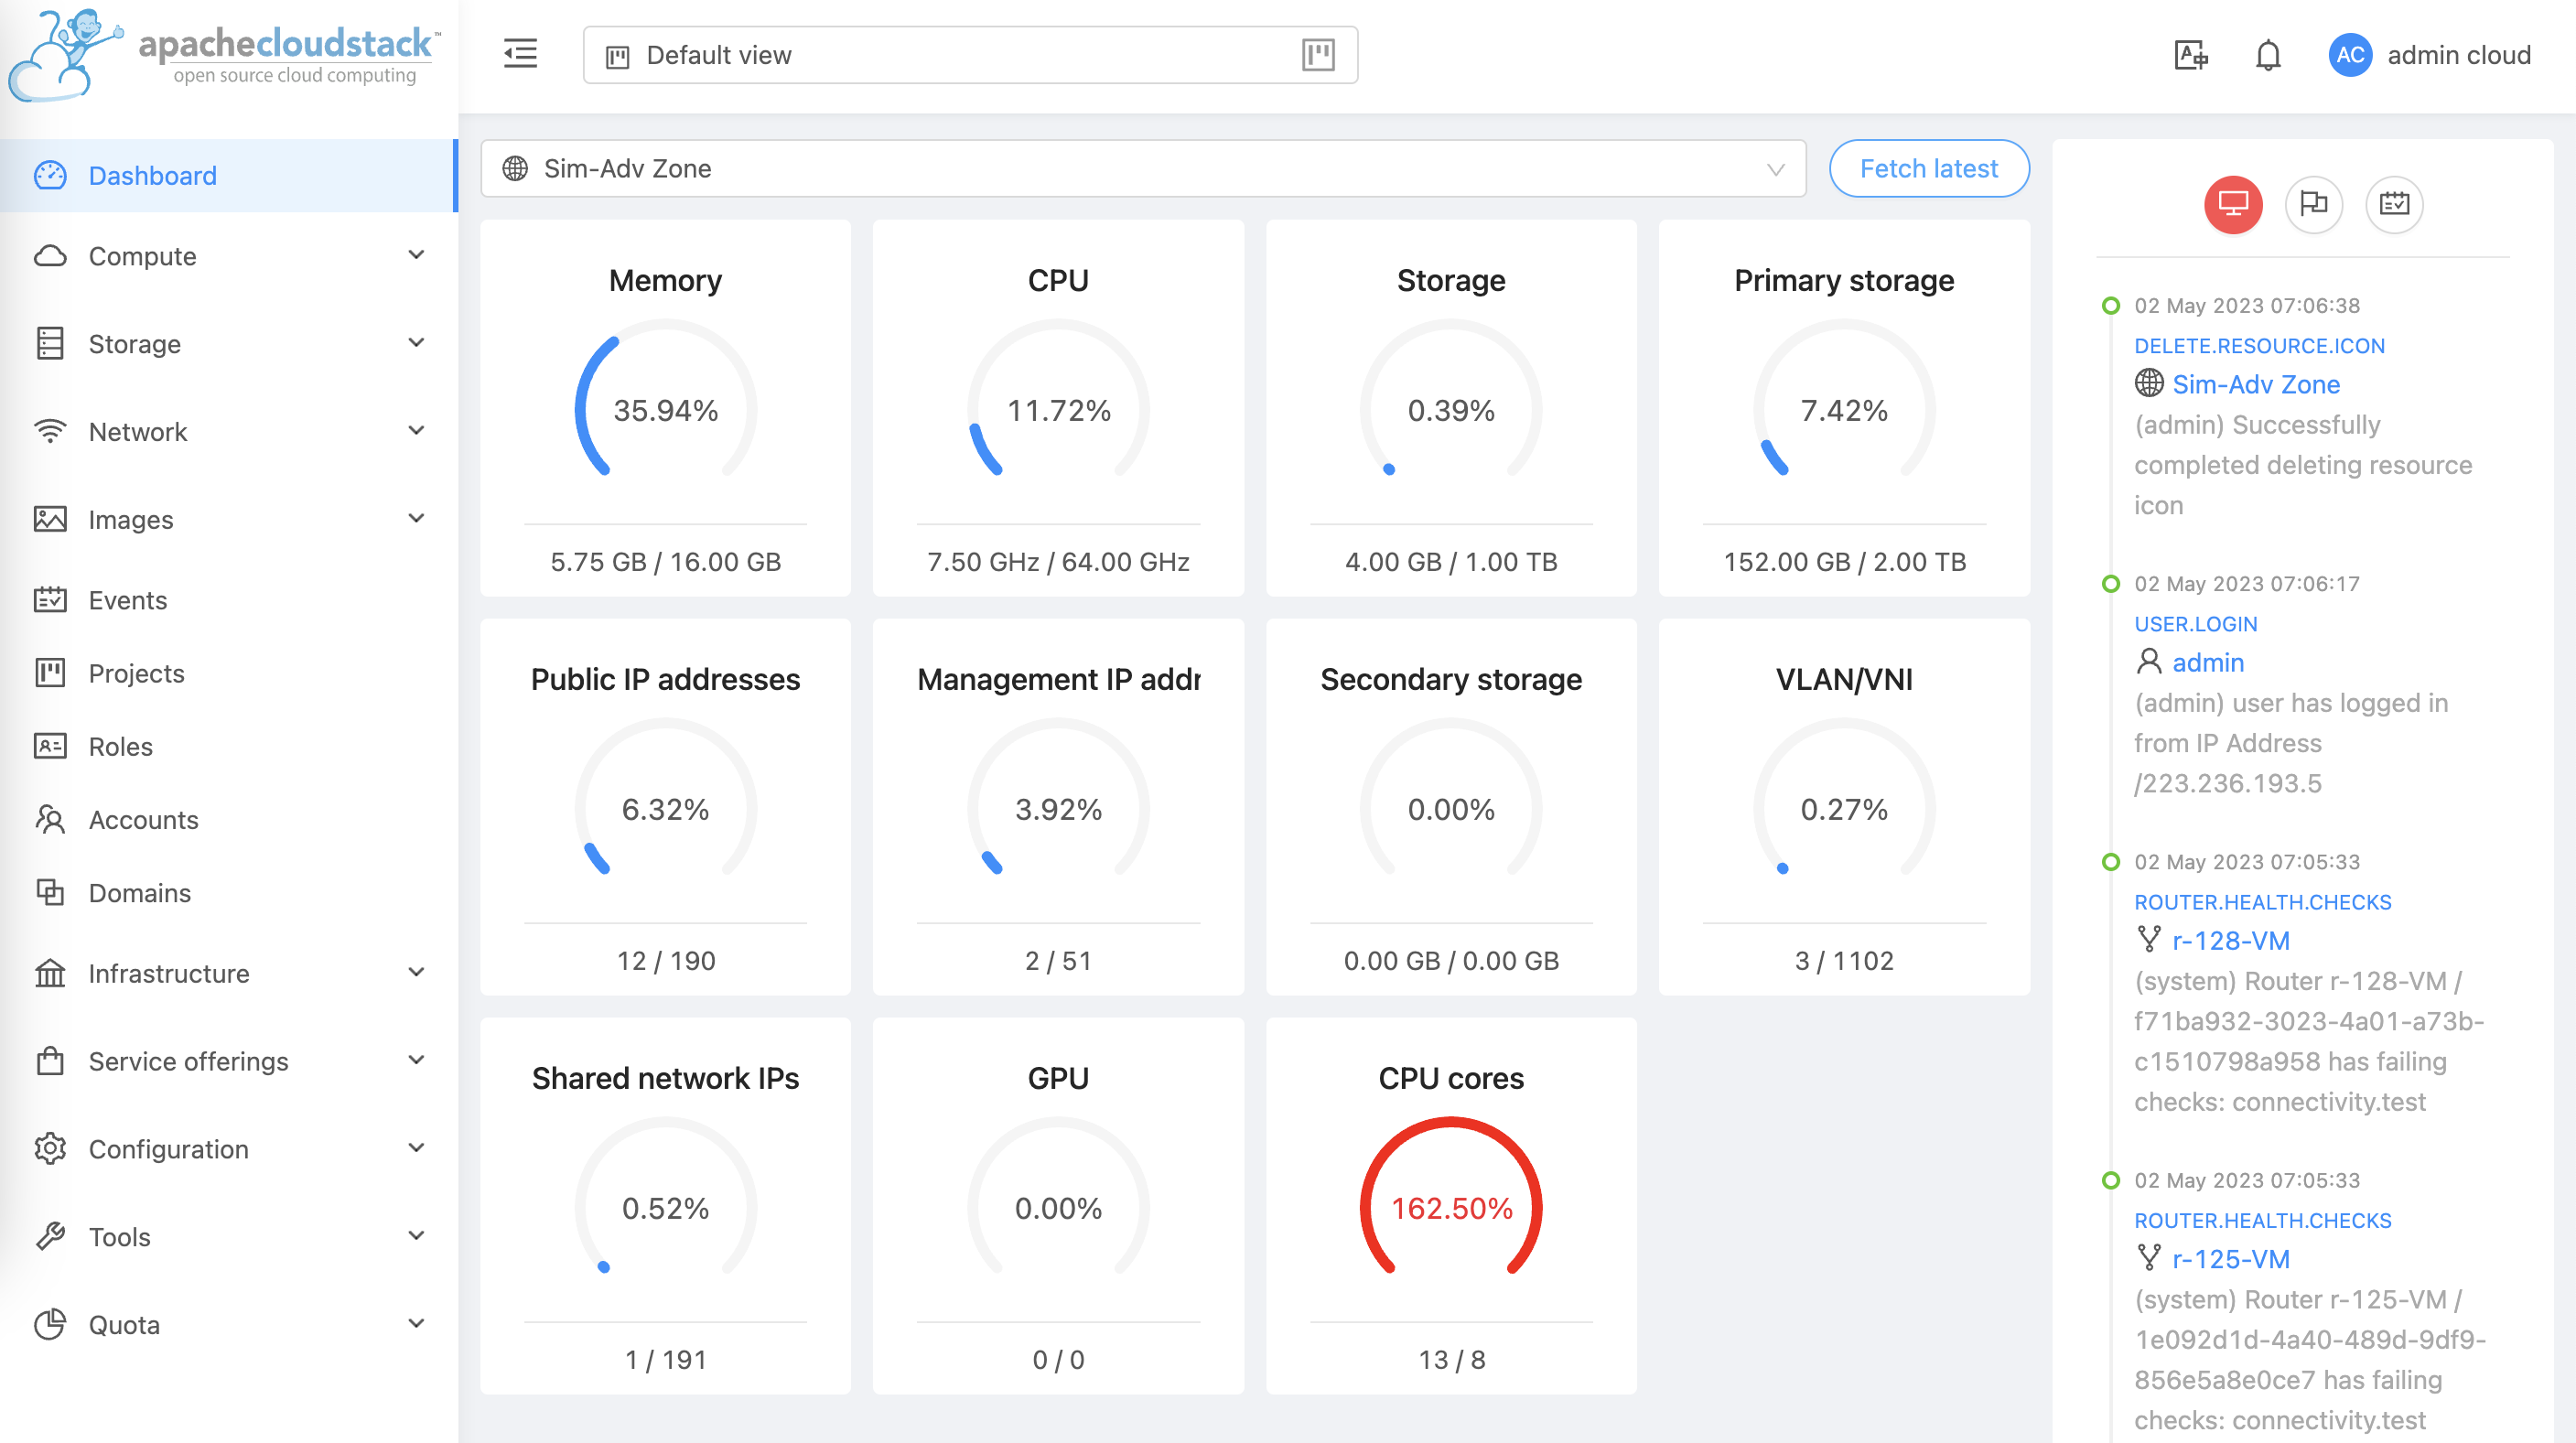 apachecloudstack™
open source cloud computing
Default view
AC admin cloud
Dashboard
Compute
Storage
Network
Images
Events
Projects
Roles
Accounts
Domains
Infrastructure
Service offerings
Configuration
Tools
Quota
Sim-Adv Zone
Fetch latest
Memory
35.94%
5.75 GB / 16.00 GB
CPU
11.72%
7.50 GHz / 64.00 GHz
Storage
0.39%
4.00 GB / 1.00 TB
Primary storage
7.42%
152.00 GB / 2.00 TB
Public IP addresses
6.32%
12 / 190
Management IP addr
3.92%
2 / 51
Secondary storage
0.00%
0.00 GB / 0.00 GB
VLAN/VNI
0.27%
3 / 1102
Shared network IPs
0.52%
1 / 191
GPU
0.00%
0 / 0
CPU cores
162.50%
13 / 8
02 May 2023 07:06:38
DELETE.RESOURCE.ICON
Sim-Adv Zone
(admin) Successfully
completed deleting resource
icon
02 May 2023 07:06:17
USER.LOGIN
admin
(admin) user has logged in
from IP Address
/223.236.193.5
02 May 2023 07:05:33
ROUTER.HEALTH.CHECKS
r-128-VM
(system) Router r-128-VM /
f71ba932-3023-4a01-a73b-
c1510798a958 has failing
checks: connectivity.test
02 May 2023 07:05:33
ROUTER.HEALTH.CHECKS
r-125-VM
(system) Router r-125-VM /
1e092d1d-4a40-489d-9df9-
856e5a8e0ce7 has failing
checks: connectivity.test